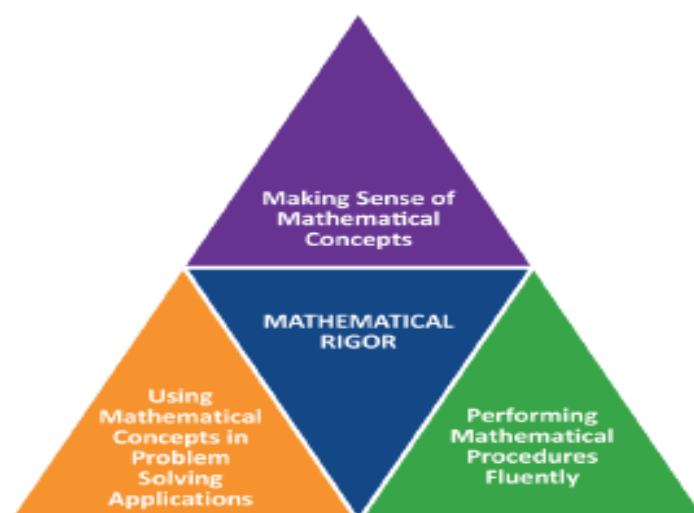 Making Sense of
Mathematical
Concepts
MATHEMATICAL
RIGOR
Using
Mathematical
Concepts in
Problem
Solving
Applications
Performing
Mathematical
Procedures
Fluently